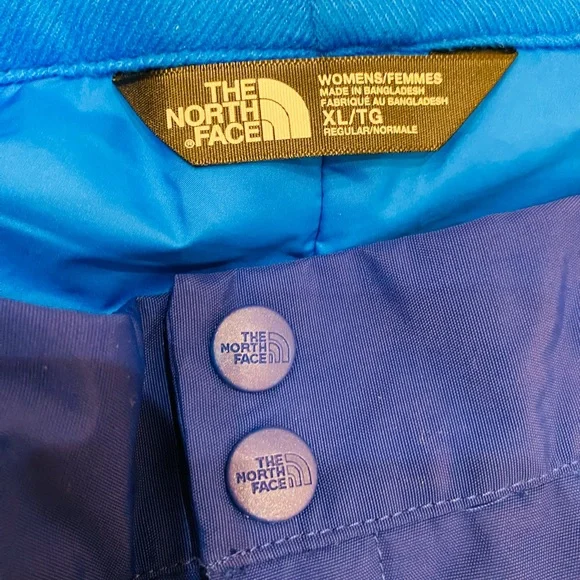 THE
NORTH
FACE
®
WOMENS/FEMMES
MADE IN BANGLADESH
FABRIQUÉ AU BANGLADESH
XL/TG
REGULAR/NORMALE
THE
NORTH
FACE
THE
NORTH
FACE